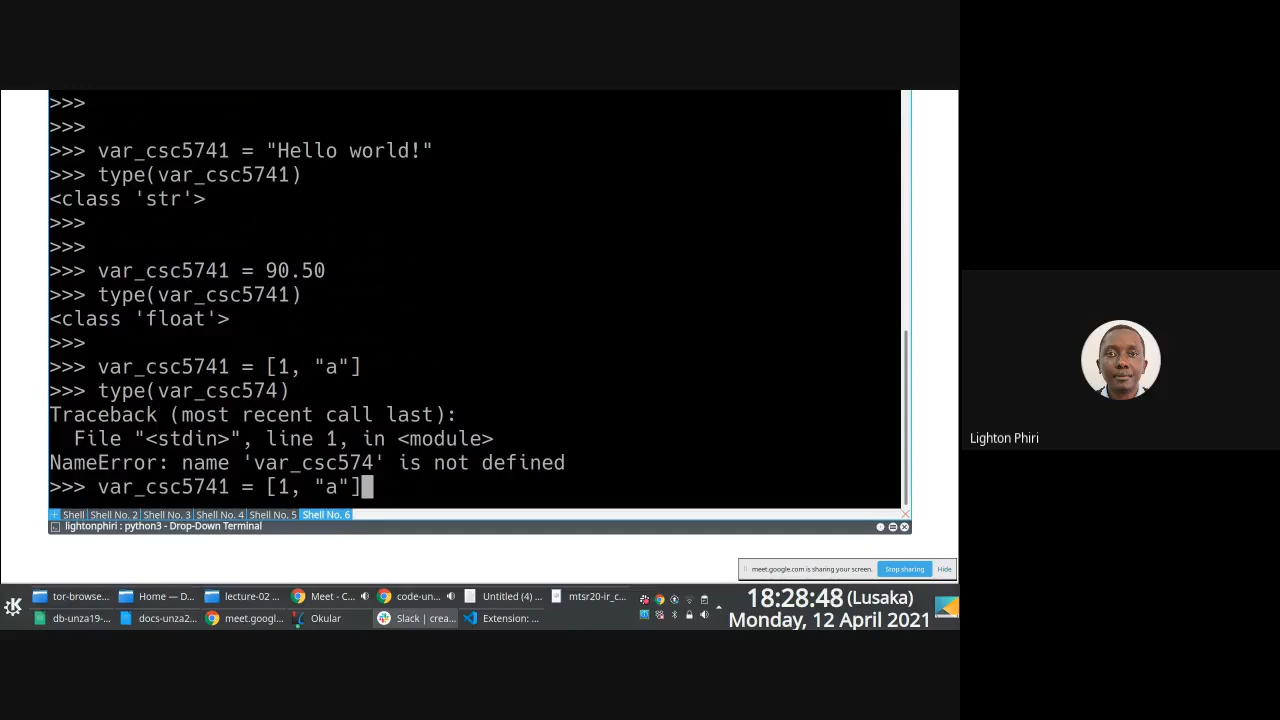 >>>
>>>
>>> var_csc5741 = "Hello world!"
>>> type(var_csc5741)
<class 'str'>
>>>
>>>
>>> var_csc5741 = 90.50
>>> type(var_csc5741)
<class 'float'>
>>>
>>> var_csc5741 = [1, "a"]
>>> type(var_csc574)
Traceback (most recent call last):
  File "<stdin>", line 1, in <module>
NameError: name 'var_csc574' is not defined
>>> var_csc5741 = [1, "a"]
Shell Shell No. 2 Shell No. 3 Shell No. 4 Shell No. 5 Shell No. 6
lightonphiri : python3 - Drop-Down Terminal
Lighton Phiri
meet.google.com is sharing your screen. Stop sharing Hide
tor-browse... Home — D... lecture-02 ... Meet - C... code-un... Untitled (4) ... mtsr20-ir_c...
db-unza19-... docs-unza2... meet.googl... Okular Slack | crea... Extension: ...
18:28:48 (Lusaka)
Monday, 12 April 2021